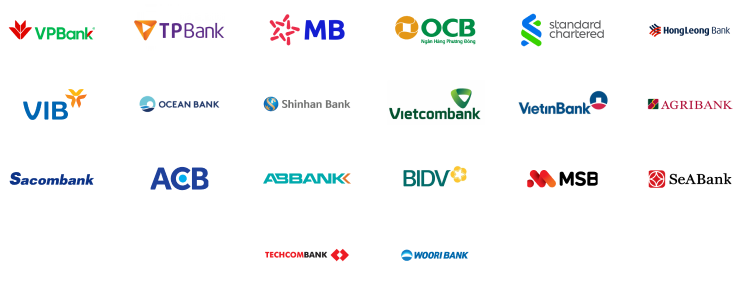 VPBank
TPBank
MB
OCB
Ngân Hàng Phương Đông
standard
chartered
HongLeong Bank
VIB
OCEAN BANK
Shinhan Bank
Vietcombank
VietinBank
AGRIBANK
Sacombank
ACB
ABBANK
BIDV
MSB
SeABank
TECHCOMBANK
WOORI BANK